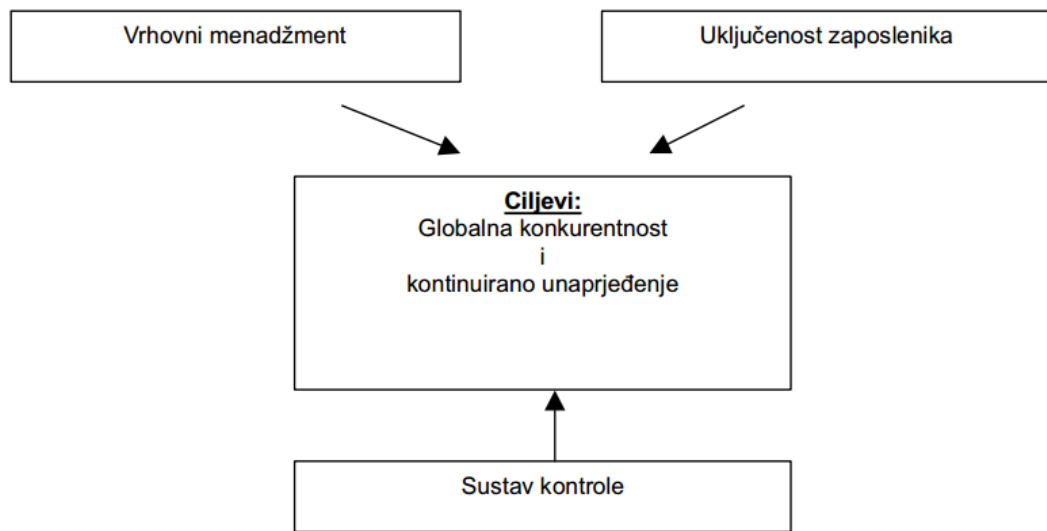 Vrhovni menadžment
Uključenost zaposlenika
Ciljevi:
Globalna konkurentnost
i
kontinuirano unaprjeđenje
Sustav kontrole